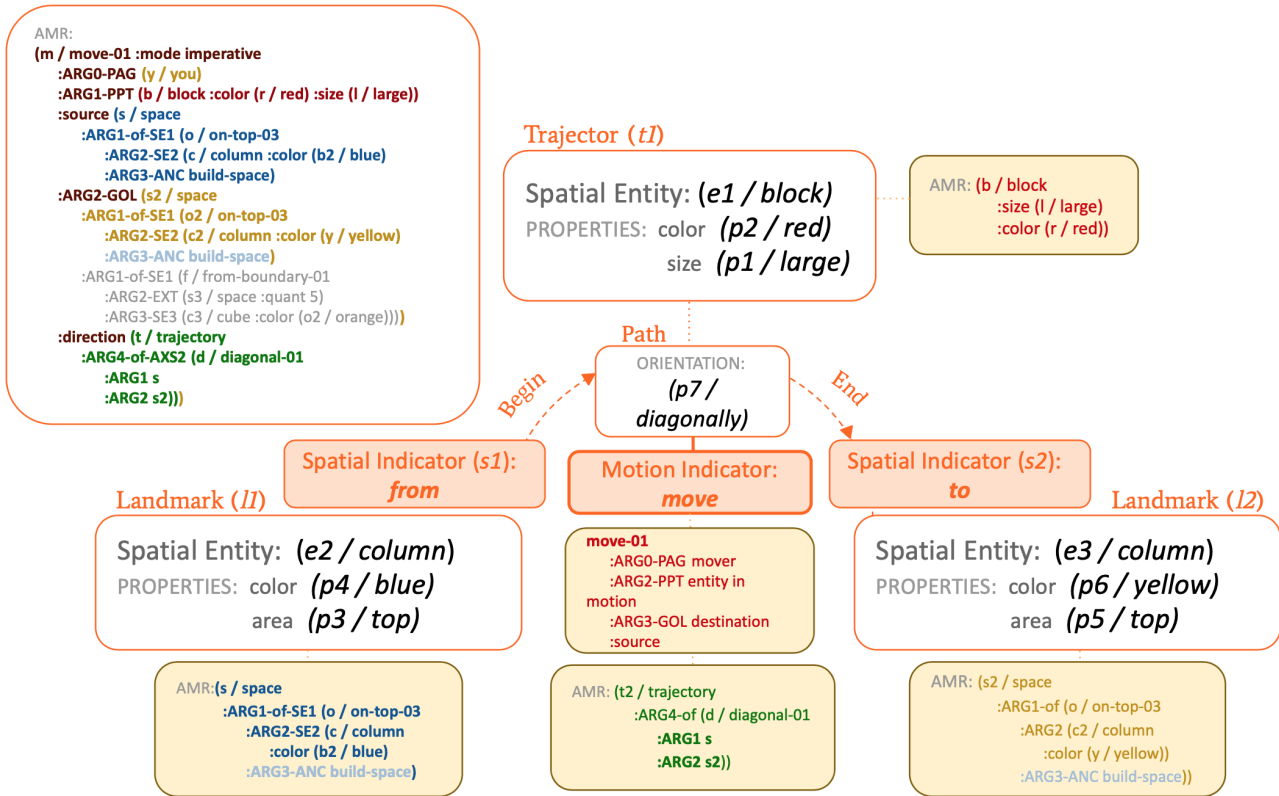 AMR:
(m / move-01 :mode imperative
:ARG0-PAG (y / you)
:ARG1-PPT (b / block :color (r / red) :size (l / large))
:source (s / space
:ARG1-of-SE1 (o / on-top-03
:ARG2-SE2 (c / column :color (b2 / blue)
:ARG3-ANC build-space)
:ARG2-GOL (s2 / space
:ARG1-of-SE1 (o2 / on-top-03
:ARG2-SE2 (c2 / column :color (y / yellow)
:ARG3-ANC build-space)
:ARG1-of-SE1 (f / from-boundary-01
:ARG2-EXT (s3 / space :quant 5)
:ARG3-SE3 (c3 / cube :color (o2 / orange))))
:direction (t / trajectory
:ARG4-of-AXS2 (d / diagonal-01
:ARG1 s
:ARG2 s2)))
Trajector (t1)
Spatial Entity: (e1 / block)
PROPERTIES: color (p2 / red)
size (p1 / large)
AMR: (b / block
:size (l / large)
:color (r / red))
Path
ORIENTATION:
(p7 /
diagonally)
Begin
End
Spatial Indicator (s1):
from
Motion Indicator:
move
Spatial Indicator (s2):
to
Landmark (l1)
Spatial Entity: (e2 / column)
PROPERTIES: color (p4 / blue)
area (p3 / top)
move-01
:ARG0-PAG mover
:ARG2-PPT entity in
motion
:ARG3-GOL destination
:source
Landmark (l2)
Spatial Entity: (e3 / column)
PROPERTIES: color (p6 / yellow)
area (p5 / top)
AMR:(s / space
:ARG1-of-SE1 (o / on-top-03
:ARG2-SE2 (c / column
:color (b2 / blue)
:ARG3-ANC build-space)
AMR: (t2 / trajectory
:ARG4-of (d / diagonal-01
:ARG1 s
:ARG2 s2))
AMR: (s2 / space
:ARG1-of (o / on-top-03
:ARG2 (c2 / column
:color (y / yellow))
:ARG3-ANC build-space))